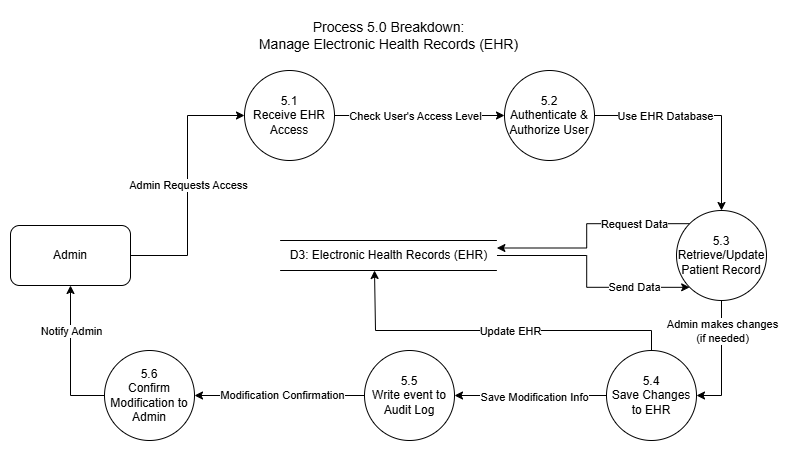 Process 5.0 Breakdown:
Manage Electronic Health Records (EHR)
5.1
Receive EHR
Access
Check User's Access Level
5.2
Authenticate &
Authorize User
Use EHR Database
Admin Requests Access
Request Data
Admin
D3: Electronic Health Records (EHR)
5.3
Retrieve/Update
Patient Record
Send Data
Notify Admin
Update EHR
Admin makes changes
(if needed)
5.6
Confirm
Modification to
Admin
Modification Confirmation
5.5
Write event to
Audit Log
Save Modification Info
5.4
Save Changes
to EHR